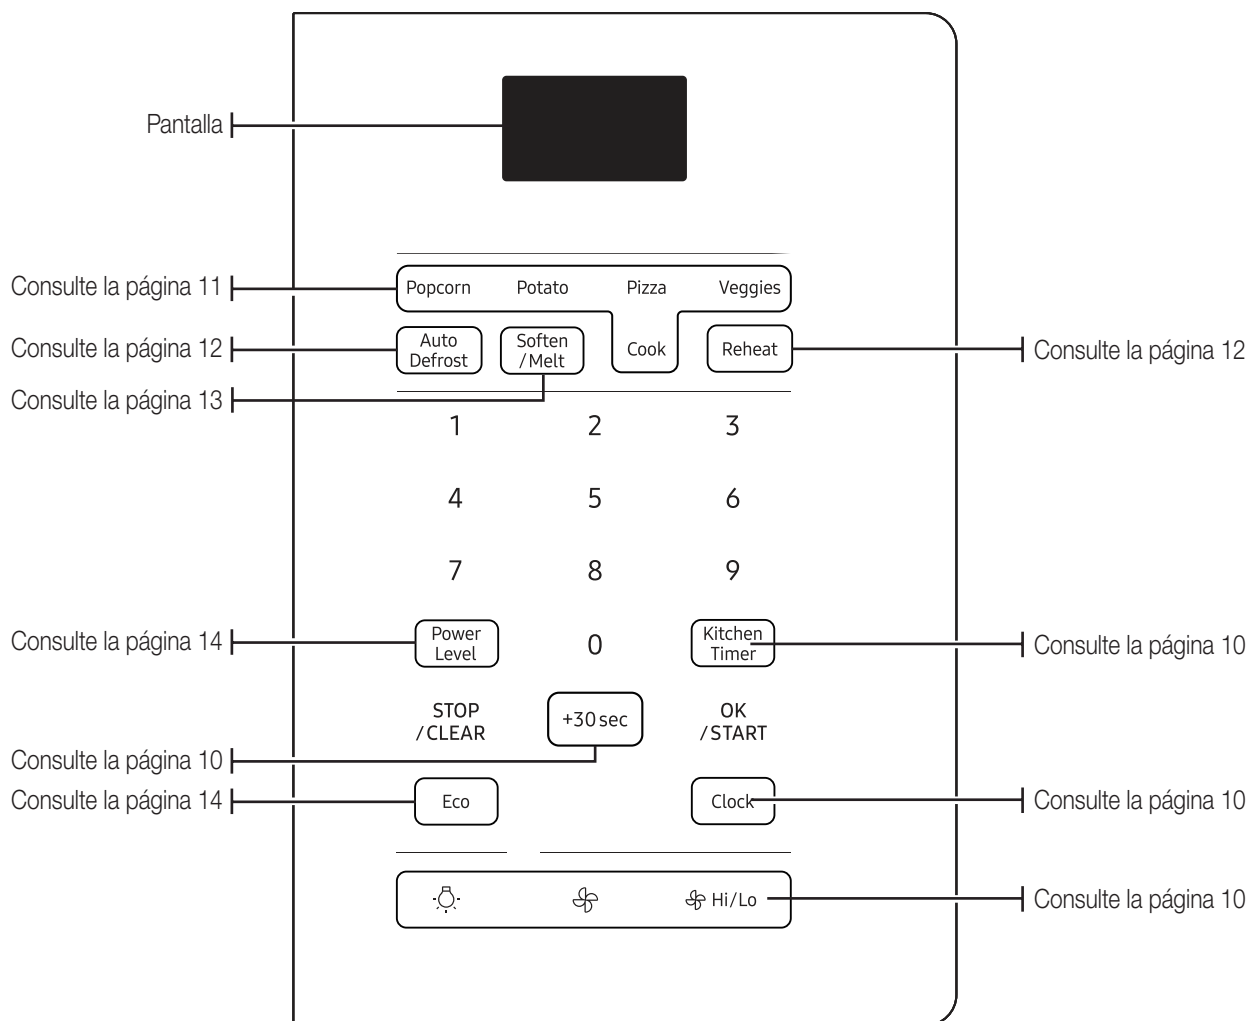 Pantalla
Consulte la página 11
Popcorn Potato Pizza Veggies
Consulte la página 12
Auto
Defrost
Soften
/Melt
Cook
Reheat
Consulte la página 12
Consulte la página 13
1 2 3
4 5 6
7 8 9
Consulte la página 14
Power
Level
0
Kitchen
Timer
Consulte la página 10
STOP
/CLEAR
+30 sec
OK
/START
Consulte la página 10
Consulte la página 14
Eco
Clock
Consulte la página 10
Hi/Lo
Consulte la página 10